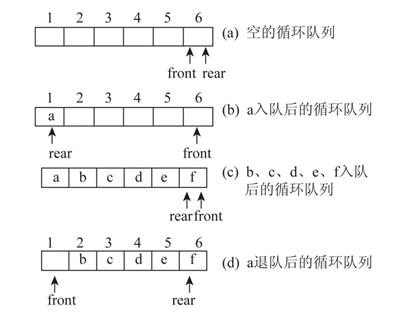 1 2 3 4 5 6
(a) 空的循环队列
front rear
1 2 3 4 5 6
a
(b) a入队后的循环队列
rear front
a b c d e f
(c) b、c、d、e、f入队
后的循环队列
rear front
1 2 3 4 5 6
b c d e f
(d) a退队后的循环队列
front rear